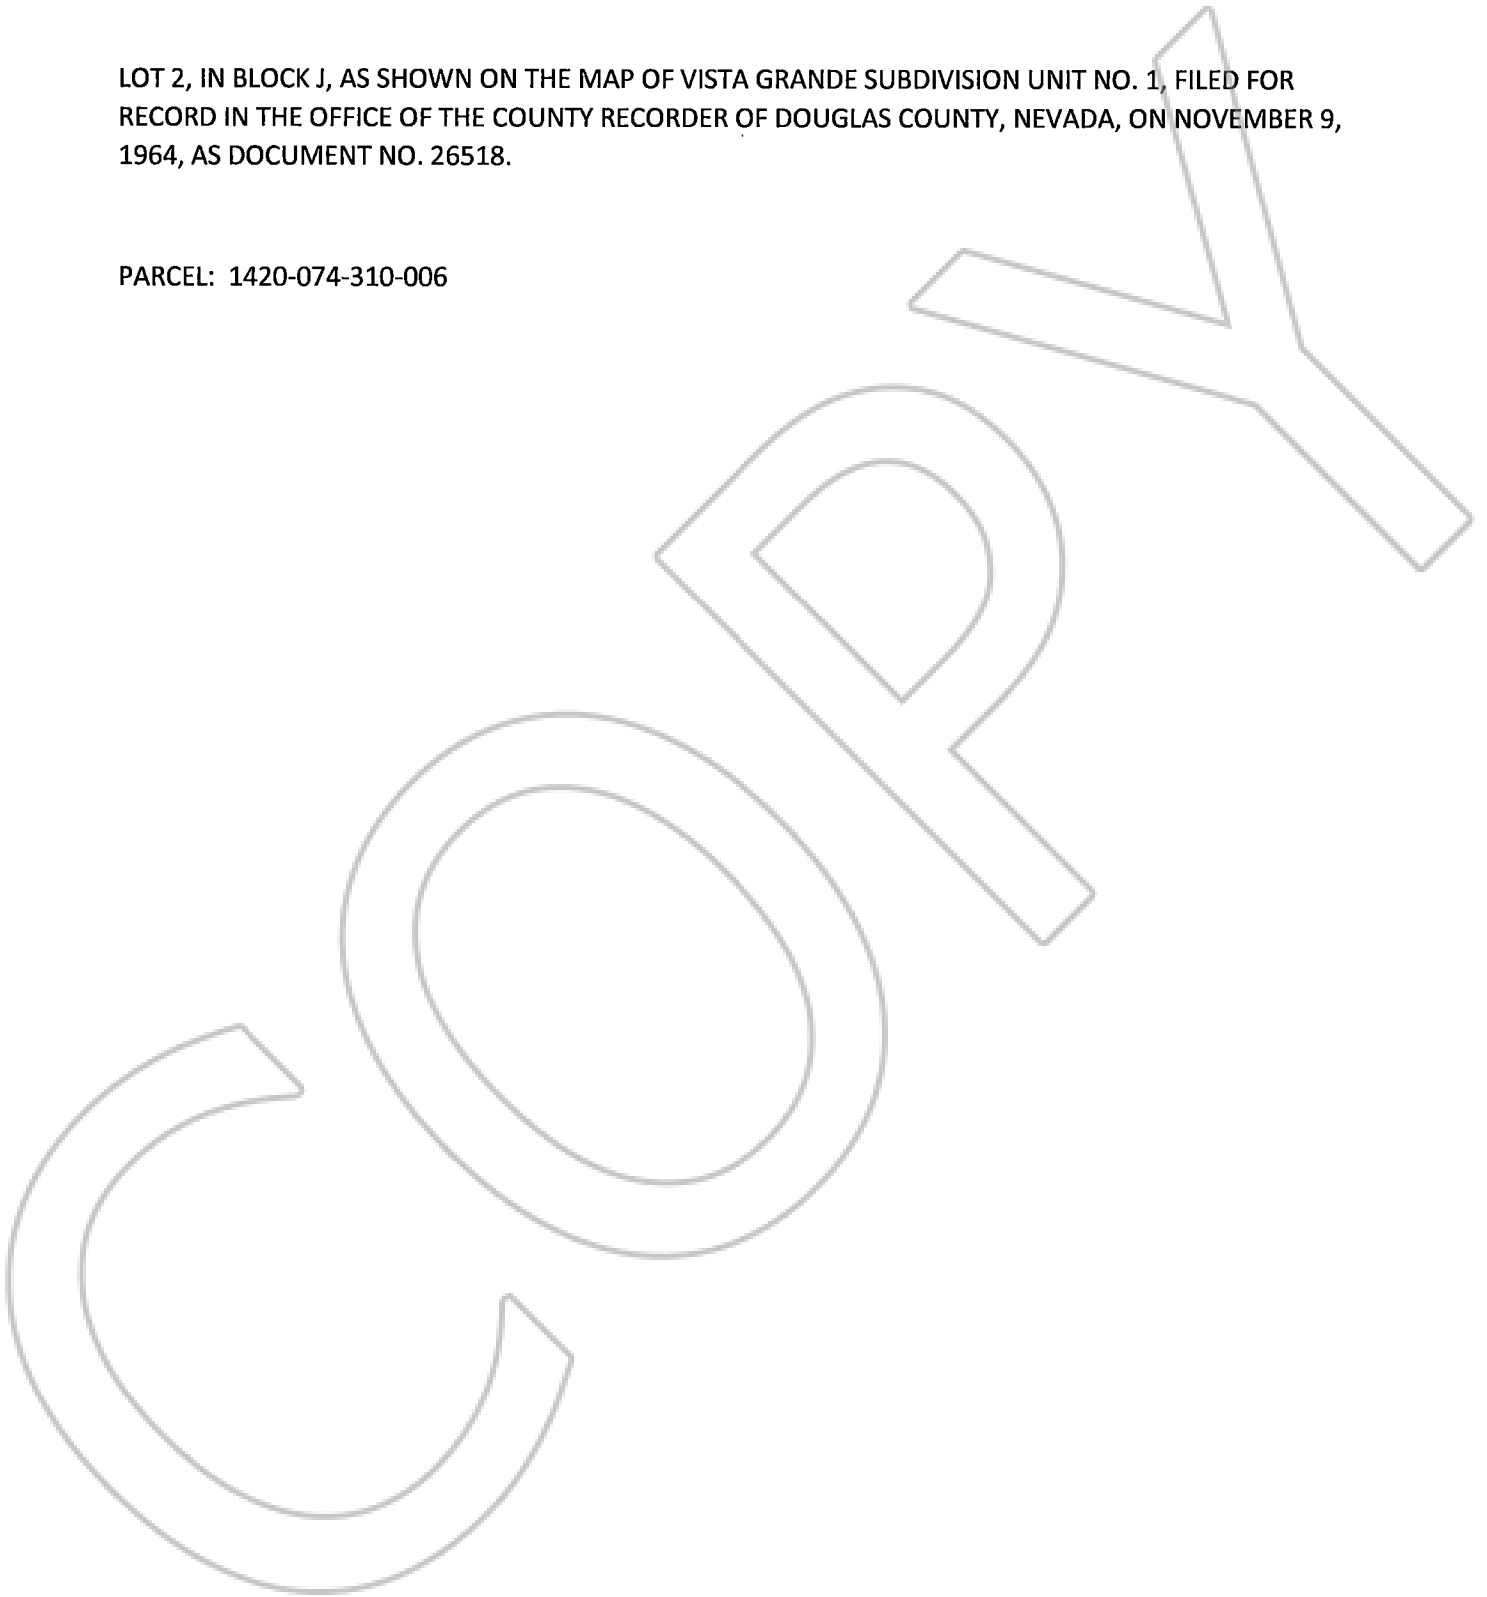 LOT 2, IN BLOCK J, AS SHOWN ON THE MAP OF VISTA GRANDE SUBDIVISION UNIT NO. 1, FILED FOR
RECORD IN THE OFFICE OF THE COUNTY RECORDER OF DOUGLAS COUNTY, NEVADA, ON NOVEMBER 9,
1964, AS DOCUMENT NO. 26518.
PARCEL: 1420-074-310-006
COPY